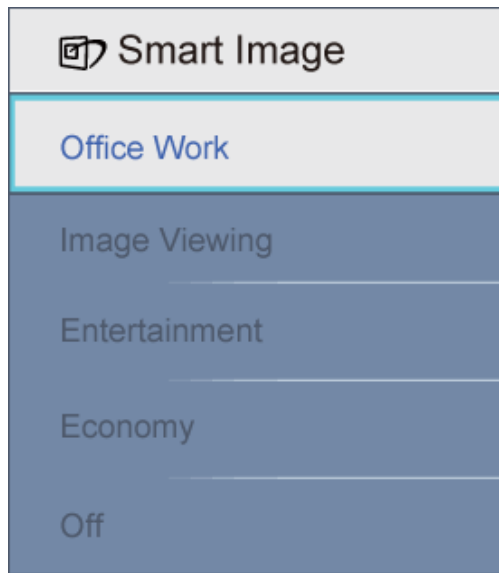 Smart Image
Office Work
Image Viewing
Entertainment
Economy
Off